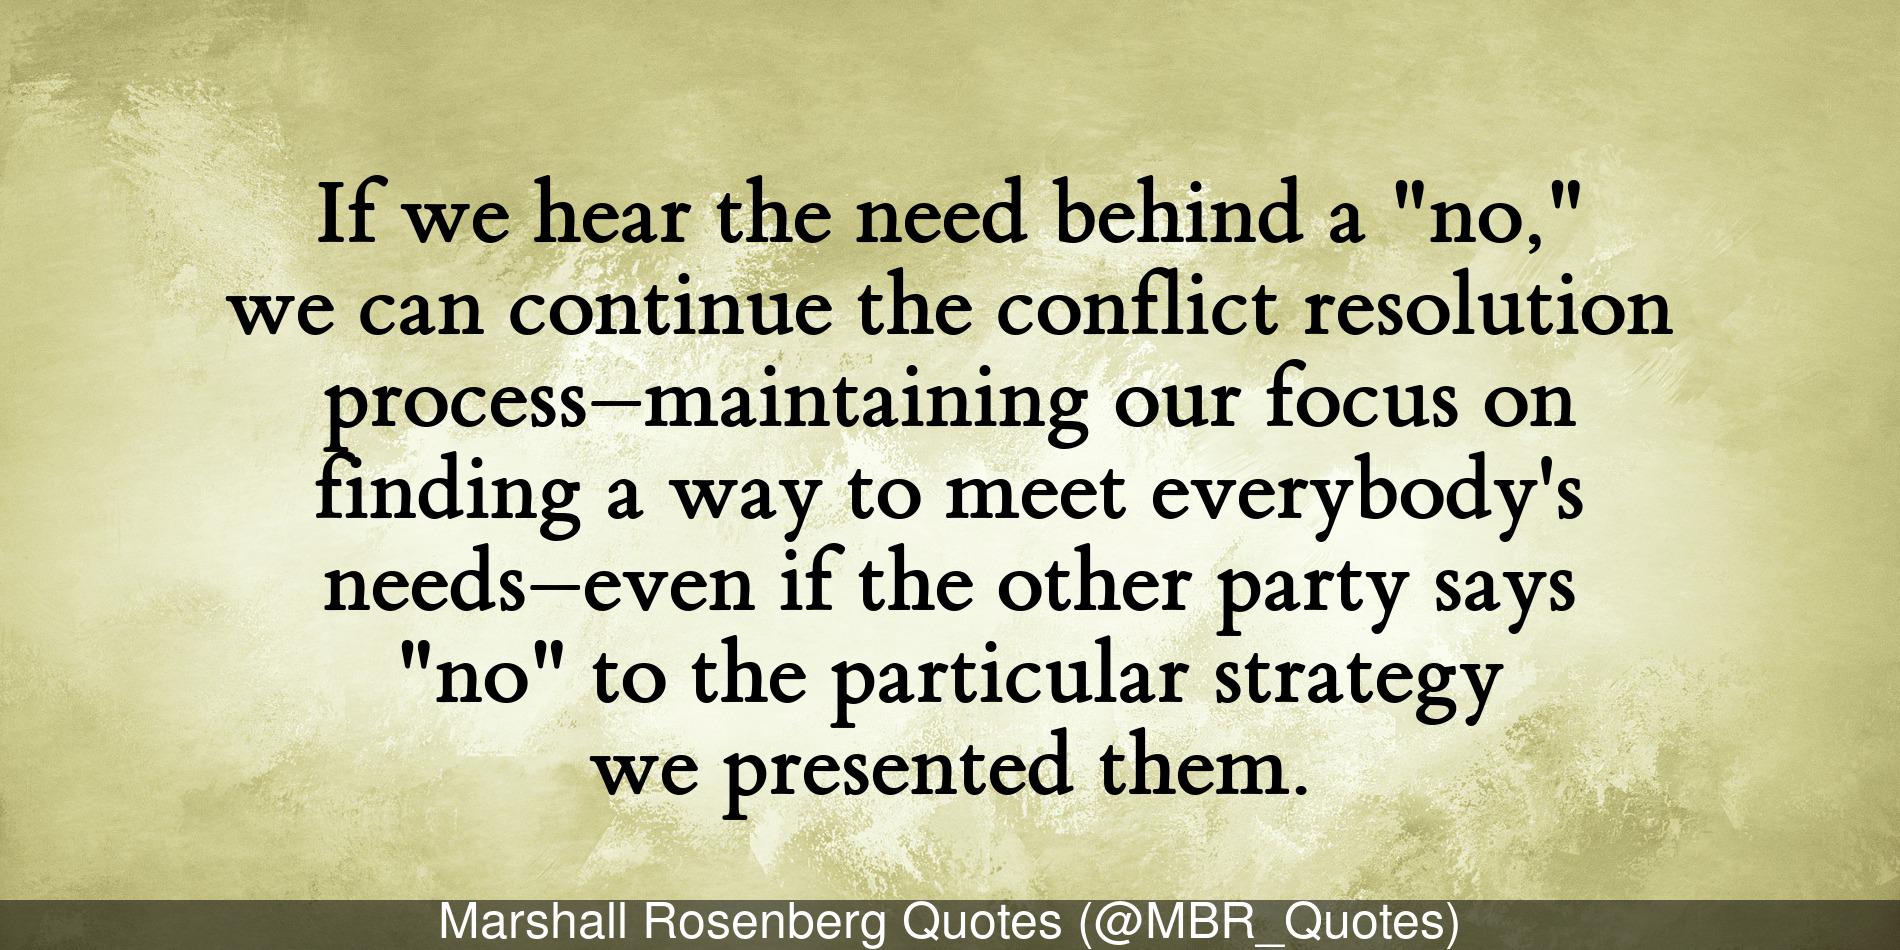 If we hear the need behind a "no,"
we can continue the conflict resolution
process—maintaining our focus on
finding a way to meet everybody's
needs—even if the other party says
"no" to the particular strategy
we presented them.
Marshall Rosenberg Quotes (@MBR_Quotes)